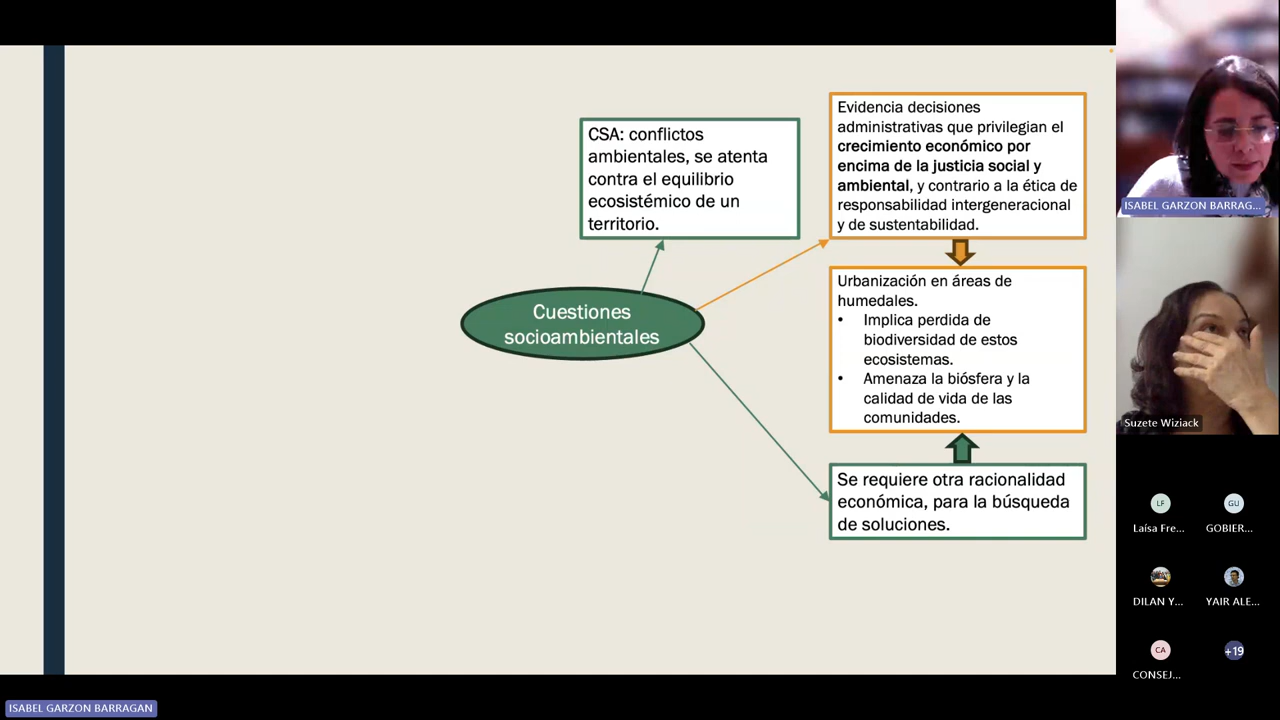 CSA: conflictos
ambientales, se atenta
contra el equilibrio
ecosistémico de un
territorio.
Evidencia decisiones
administrativas que privilegian el
crecimiento económico por
encima de la justicia social y
ambiental, y contrario a la ética de
responsabilidad intergeneracional
y de sustentabilidad.
Cuestiones
socioambientales
Urbanización en áreas de
humedales.
• Implica perdida de
biodiversidad de estos
ecosistemas.
• Amenaza la biósfera y la
calidad de vida de las
comunidades.
Se requiere otra racionalidad
económica, para la búsqueda
de soluciones.
ISABEL GARZON BARRAG...
Suzete Wiziack
LF
GU
Laísa Fre...
GOBIER...
DILAN Y...
YAIR ALE...
CA
+19
CONSEJ...
ISABEL GARZON BARRAGAN